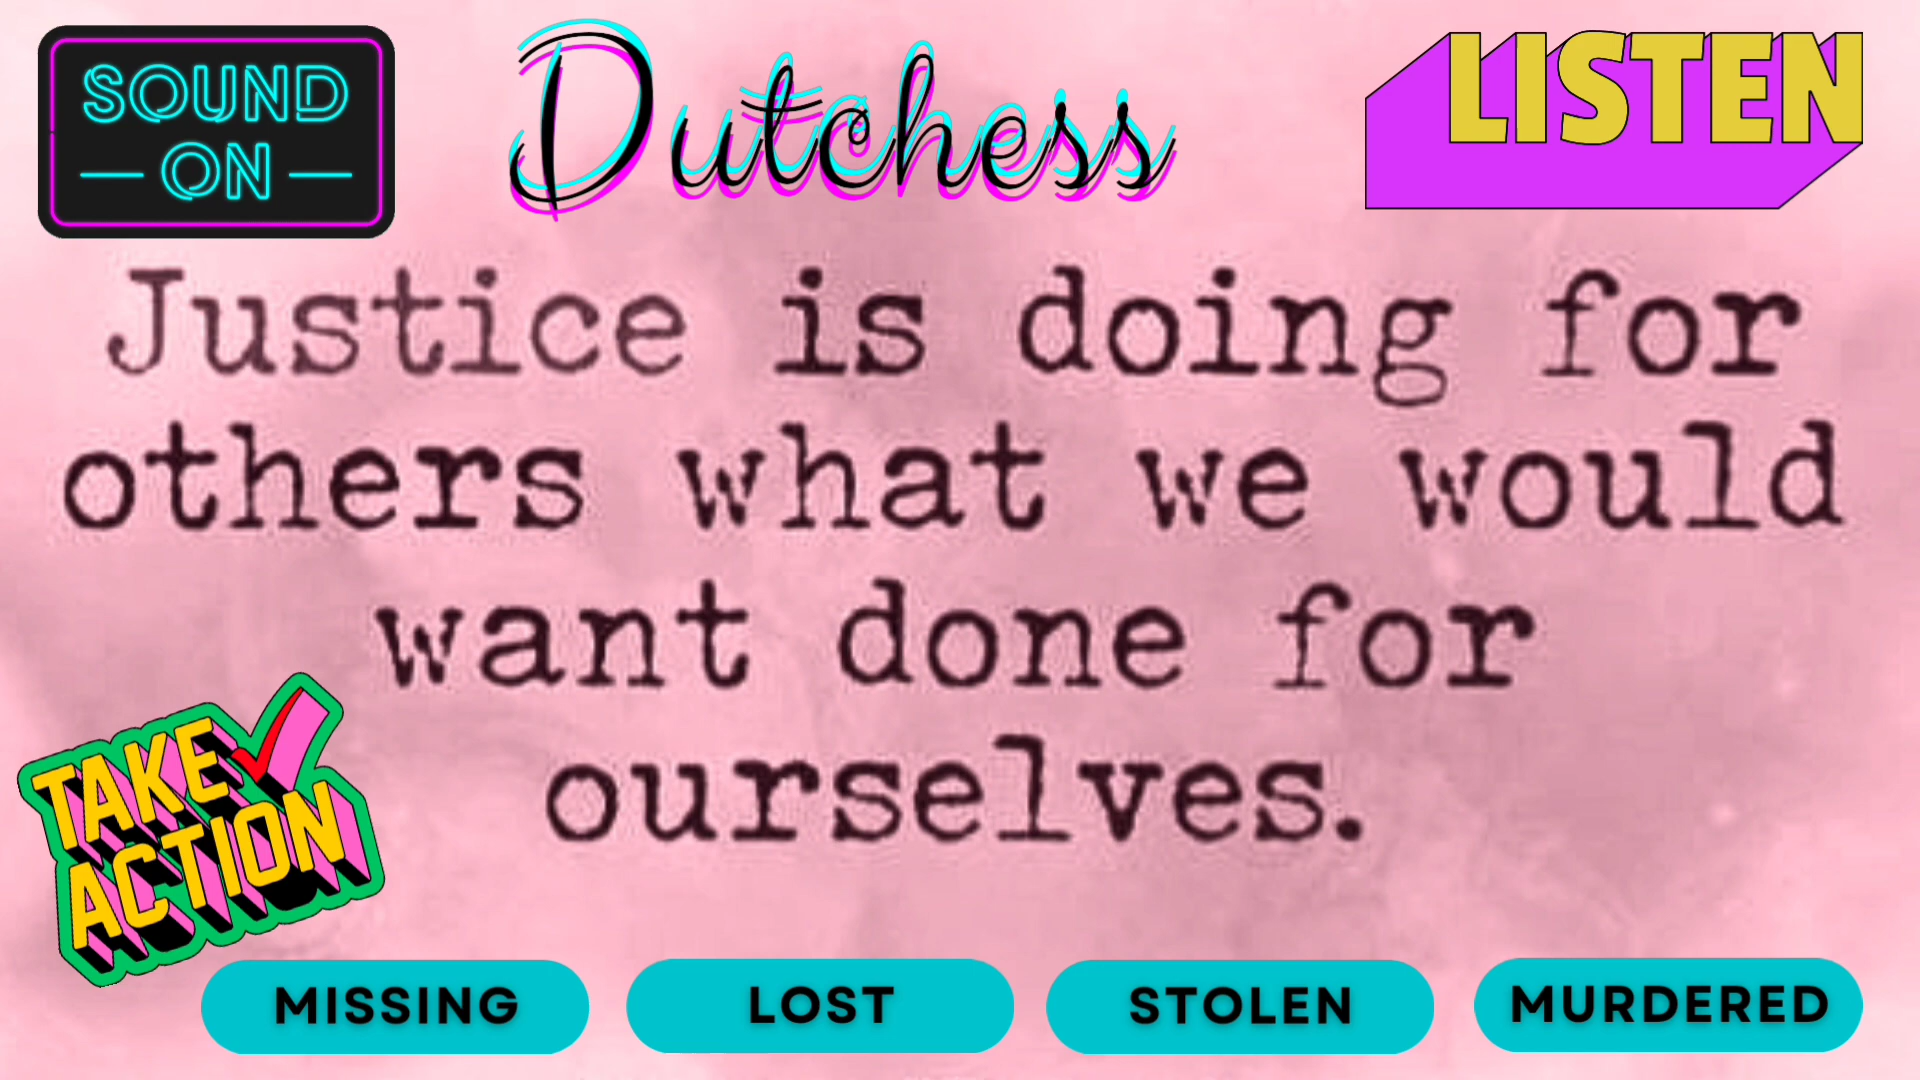 SOUND
ON
Dutchess
LISTEN
Justice is doing for
others what we would
want done for
ourselves.
TAKE
ACTION
MISSING
LOST
STOLEN
MURDERED